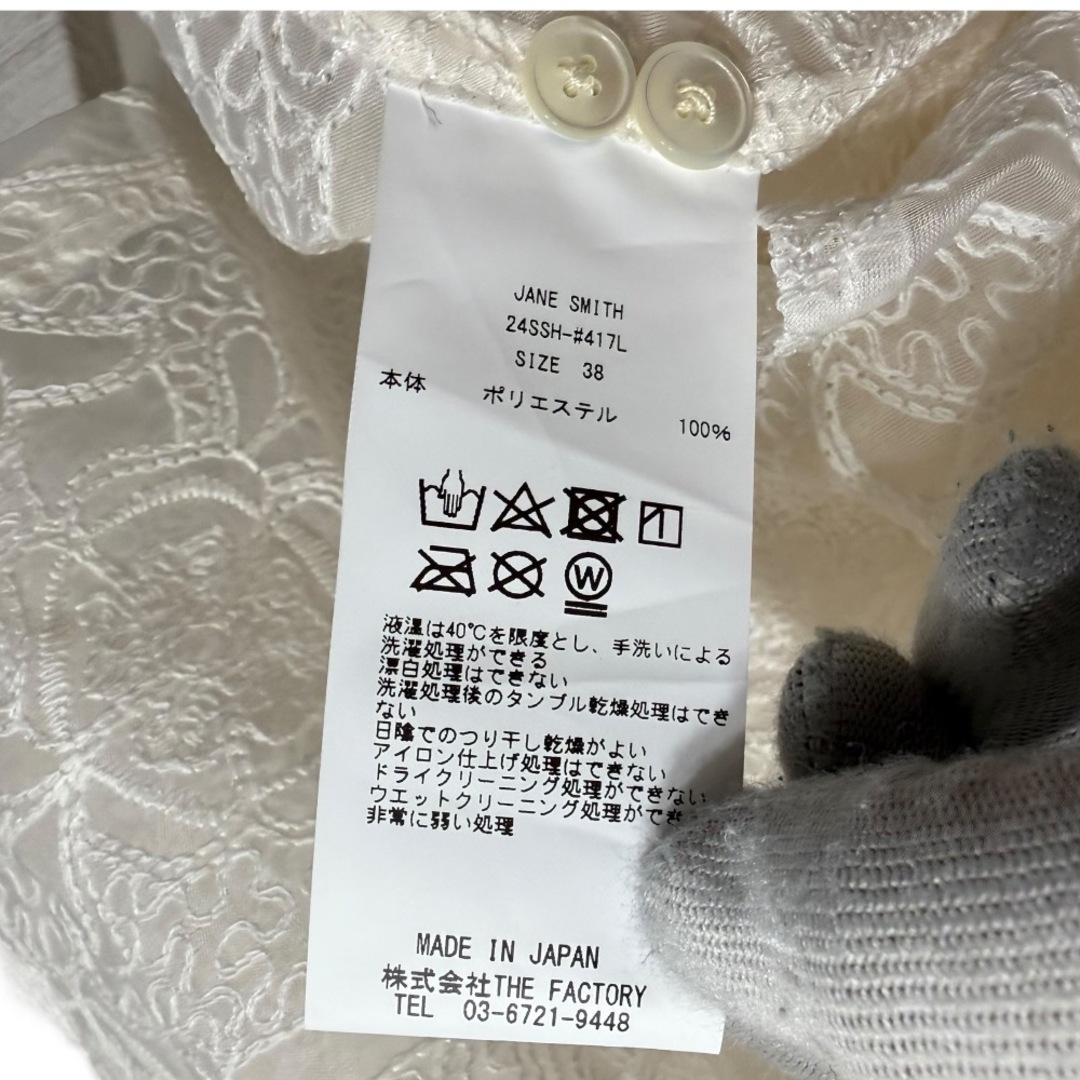 JANE SMITH
24SSH-#417L
SIZE 38
本体 ポリエステル 100%
W
液温は40℃を限度とし、手洗いによる
洗濯処理ができる
漂白処理はできない
洗濯処理後のタンブル乾燥処理はでき
ない
日陰でのつり干し乾燥がよい
アイロン仕上げ処理はできない
ドライクリーニング処理ができない
ウエットクリーニング処理ができ
非常に弱い処理
MADE IN JAPAN
株式会社THE FACTORY
TEL 03-6721-9448